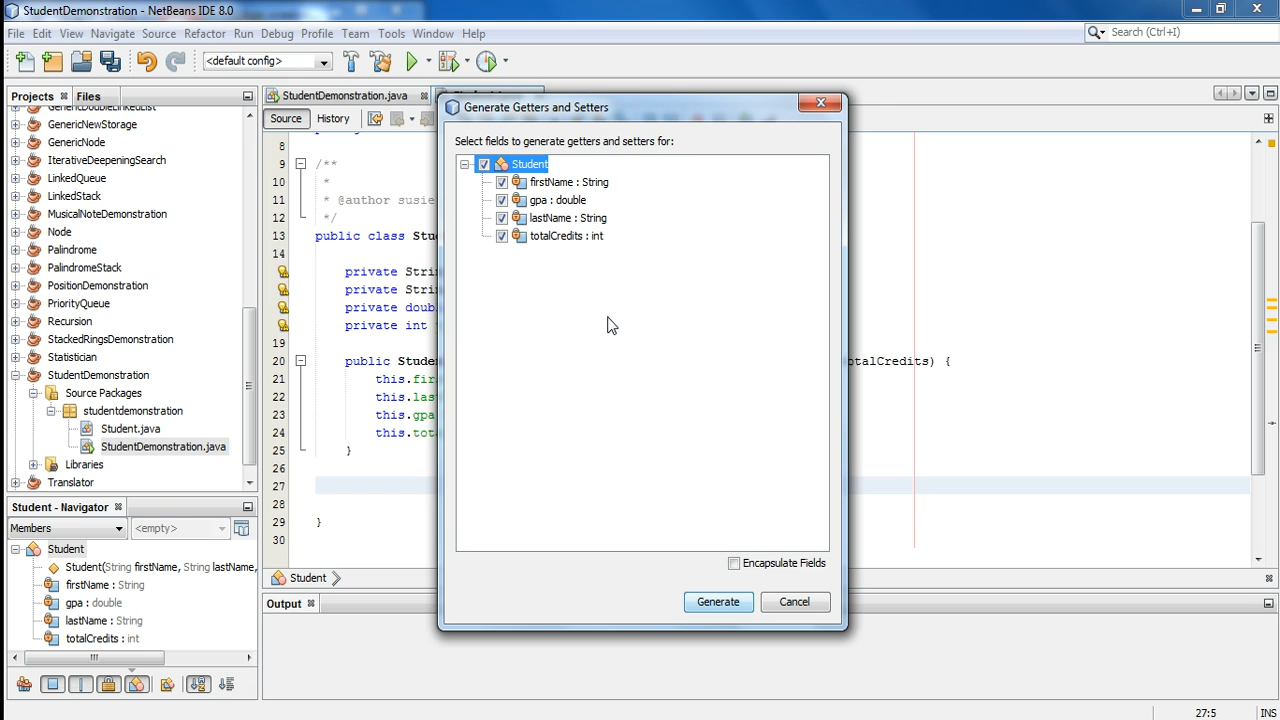 StudentDemonstration - NetBeans IDE 8.0
File Edit View Navigate Source Refactor Run Debug Profile Team Tools Window Help
Search (Ctrl+I)
<default config>
Projects Files
GenericDoubleLinkedList
GenericNewStorage
GenericNode
IterativeDeepeningSearch
LinkedQueue
LinkedStack
MusicalNoteDemonstration
Node
Palindrome
PalindromeStack
PositionDemonstration
PriorityQueue
Recursion
StackedRingsDemonstration
Statistician
StudentDemonstration
Source Packages
studentdemonstration
Student.java
StudentDemonstration.java
Libraries
Translator
Student - Navigator
Members <empty>
Student
Student(String firstName, String lastName,
firstName : String
gpa : double
lastName : String
totalCredits : int
StudentDemonstration.java
Source History
8
9 /**
10 *
11 * @author susie
12 */
13 public class Stu
14
private Stri
private Stri
private doub
private int
19
20 public Stude otalCredits) {
21 this.fir
22 this.las
23 this.gpa
24 this.tot
25 }
26
27
28
29 }
30
Student
Output
Generate Getters and Setters
Select fields to generate getters and setters for:
Student
firstName : String
gpa : double
lastName : String
totalCredits : int
Encapsulate Fields
Generate Cancel
27:5 INS